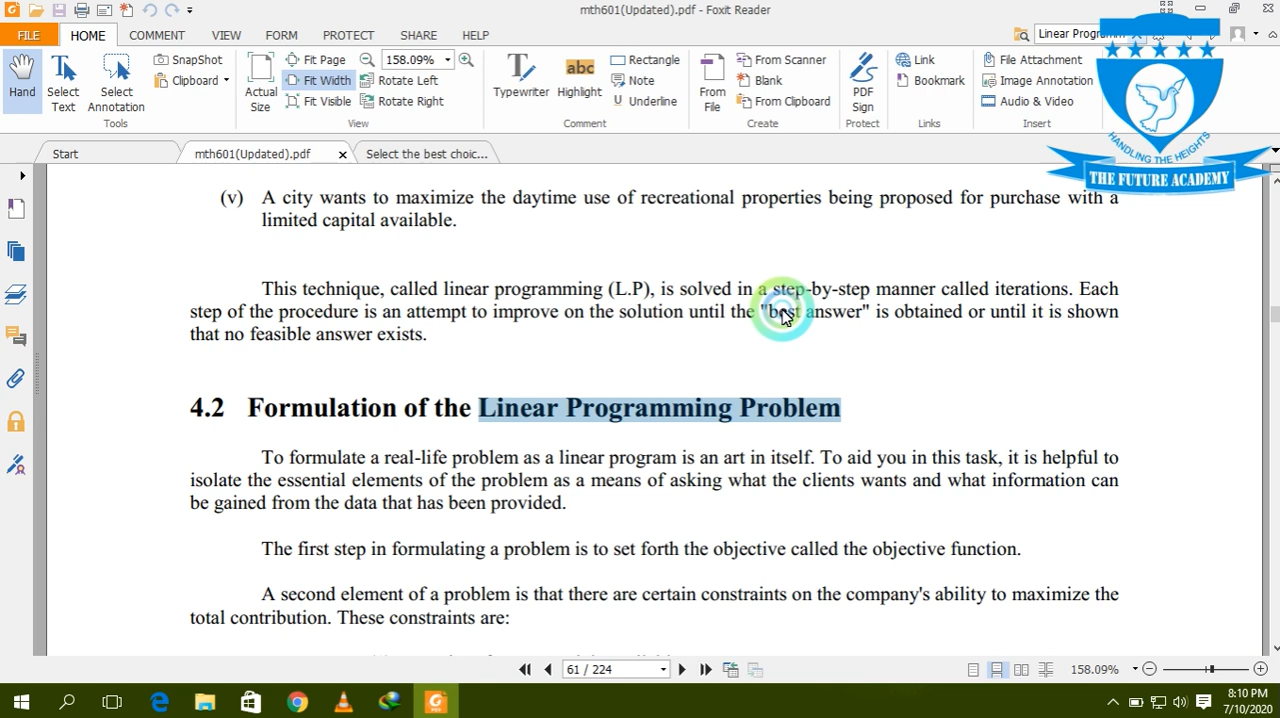 mth601(Updated).pdf - Foxit Reader
FILE HOME COMMENT VIEW FORM PROTECT SHARE HELP
Hand
Select Text
Select Annotation
SnapShot
Clipboard
Tools
Actual Size
Fit Page
Fit Width
Fit Visible
158.09%
Rotate Left
Rotate Right
View
Typewriter
Highlight
Rectangle
Note
Underline
Comment
From File
From Scanner
Blank
From Clipboard
Create
PDF Sign
Protect
Link
Bookmark
Links
File Attachment
Image Annotation
Audio & Video
Insert
HANDLING THE HEIGHTS
THE FUTURE ACADEMY
Start mth601(Updated).pdf Select the best choic...
(v) A city wants to maximize the daytime use of recreational properties being proposed for purchase with a
limited capital available.
This technique, called linear programming (L.P), is solved in a step-by-step manner called iterations. Each
step of the procedure is an attempt to improve on the solution until the "best answer" is obtained or until it is shown
that no feasible answer exists.
4.2 Formulation of the Linear Programming Problem
To formulate a real-life problem as a linear program is an art in itself. To aid you in this task, it is helpful to
isolate the essential elements of the problem as a means of asking what the clients wants and what information can
be gained from the data that has been provided.
The first step in formulating a problem is to set forth the objective called the objective function.
A second element of a problem is that there are certain constraints on the company's ability to maximize the
total contribution. These constraints are:
61 / 224
158.09%
8:10 PM
7/10/2020